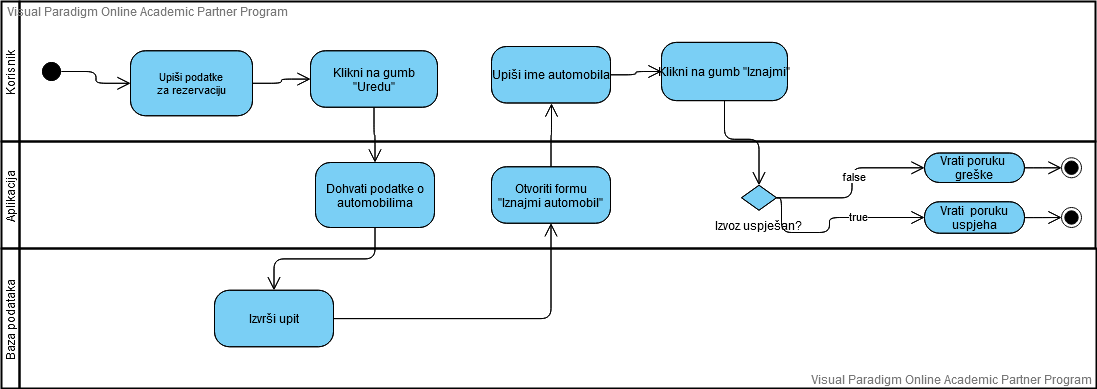 Visual Paradigm Online Academic Partner Program
Korisnik
Upiši podatke
za rezervaciju
Klikni na gumb
"Uredu"
Upiši ime automobila
Klikni na gumb "Iznajmi"
Aplikacija
Dohvati podatke o
automobilima
Otvoriti formu
"Iznajmi automobil"
Izvoz uspješan?
false
true
Vrati poruku
greške
Vrati poruku
uspjeha
Baza podataka
Izvrši upit
Visual Paradigm Online Academic Partner Program